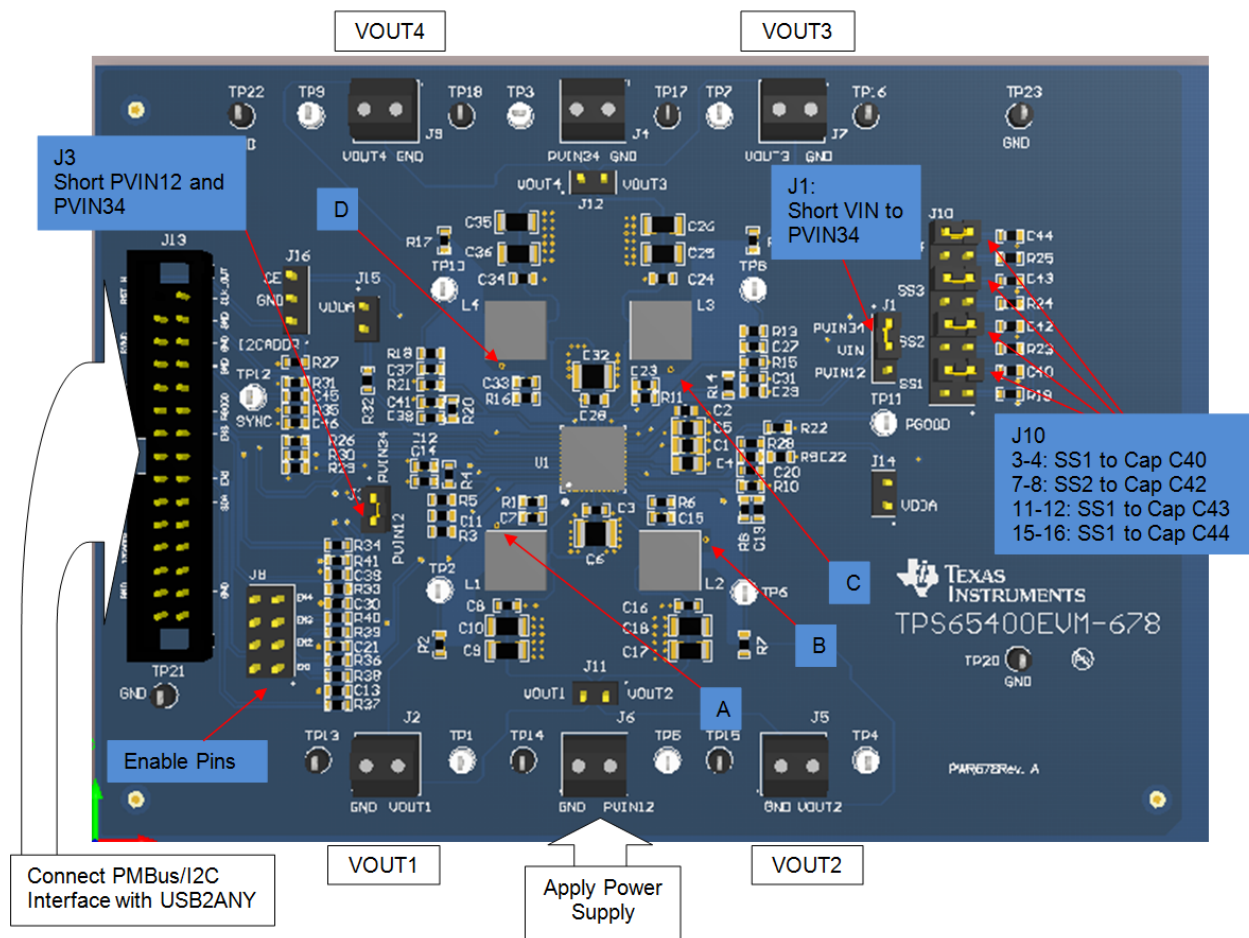 VOUT4
VOUT3
TP22
TP9
TP18
TP3
TP17
TP7
TP16
TP23
J9
J4
J7
GND
VOUT4 GND
PVIN34 GND
VOUT3 GND
J3
Short PVIN12 and
PVIN34
D
VOUT4
VOUT3
J12
J1:
Short VIN to
PVIN34
J13
J16
CE
GND
I2CADDR
J15
VDDA
R17
C35
C36
C34
TP10
L4
C26
C25
C24
TP8
L3
J10
C44
R25
C43
R24
C42
R23
C40
R19
SS3
SS2
SS1
J1
PVIN34
VIN
PVIN12
TP11
PGOOD
TP12
SYNC
R27
R31
C45
R35
C46
R26
R30
R29
R32
R18
C37
R21
C41
C38
R20
C33
R16
C32
C28
C23
R11
R14
R13
C27
R15
C31
C29
C2
C5
C1
C4
R22
R28
R9
C22
C20
R10
R8
C19
J14
VDDA
C12
C14
R4
R5
C11
R3
PVIN34
PVIN12
U1
R1
C7
C3
C6
R6
C15
L1
L2
TP2
TP6
J8
EN4
EN3
EN2
R34
R41
C39
R33
C30
R40
R39
C21
R36
R38
C13
R37
C8
C10
C9
R2
C16
C18
C17
R7
J11
VOUT1
VOUT2
J10
3-4: SS1 to Cap C40
7-8: SS2 to Cap C42
11-12: SS1 to Cap C43
15-16: SS1 to Cap C44
C
B
A
TEXAS
INSTRUMENTS
TPS65400EVM-678
TP20
GND
Pb
TP21
GND
Enable Pins
TP13
J2
TP1
TP14
J6
TP5
TP15
J5
TP4
GND VOUT1
GND PVIN12
GND VOUT2
PWR678Rev. A
VOUT1
VOUT2
Connect PMBus/I2C
Interface with USB2ANY
Apply Power
Supply